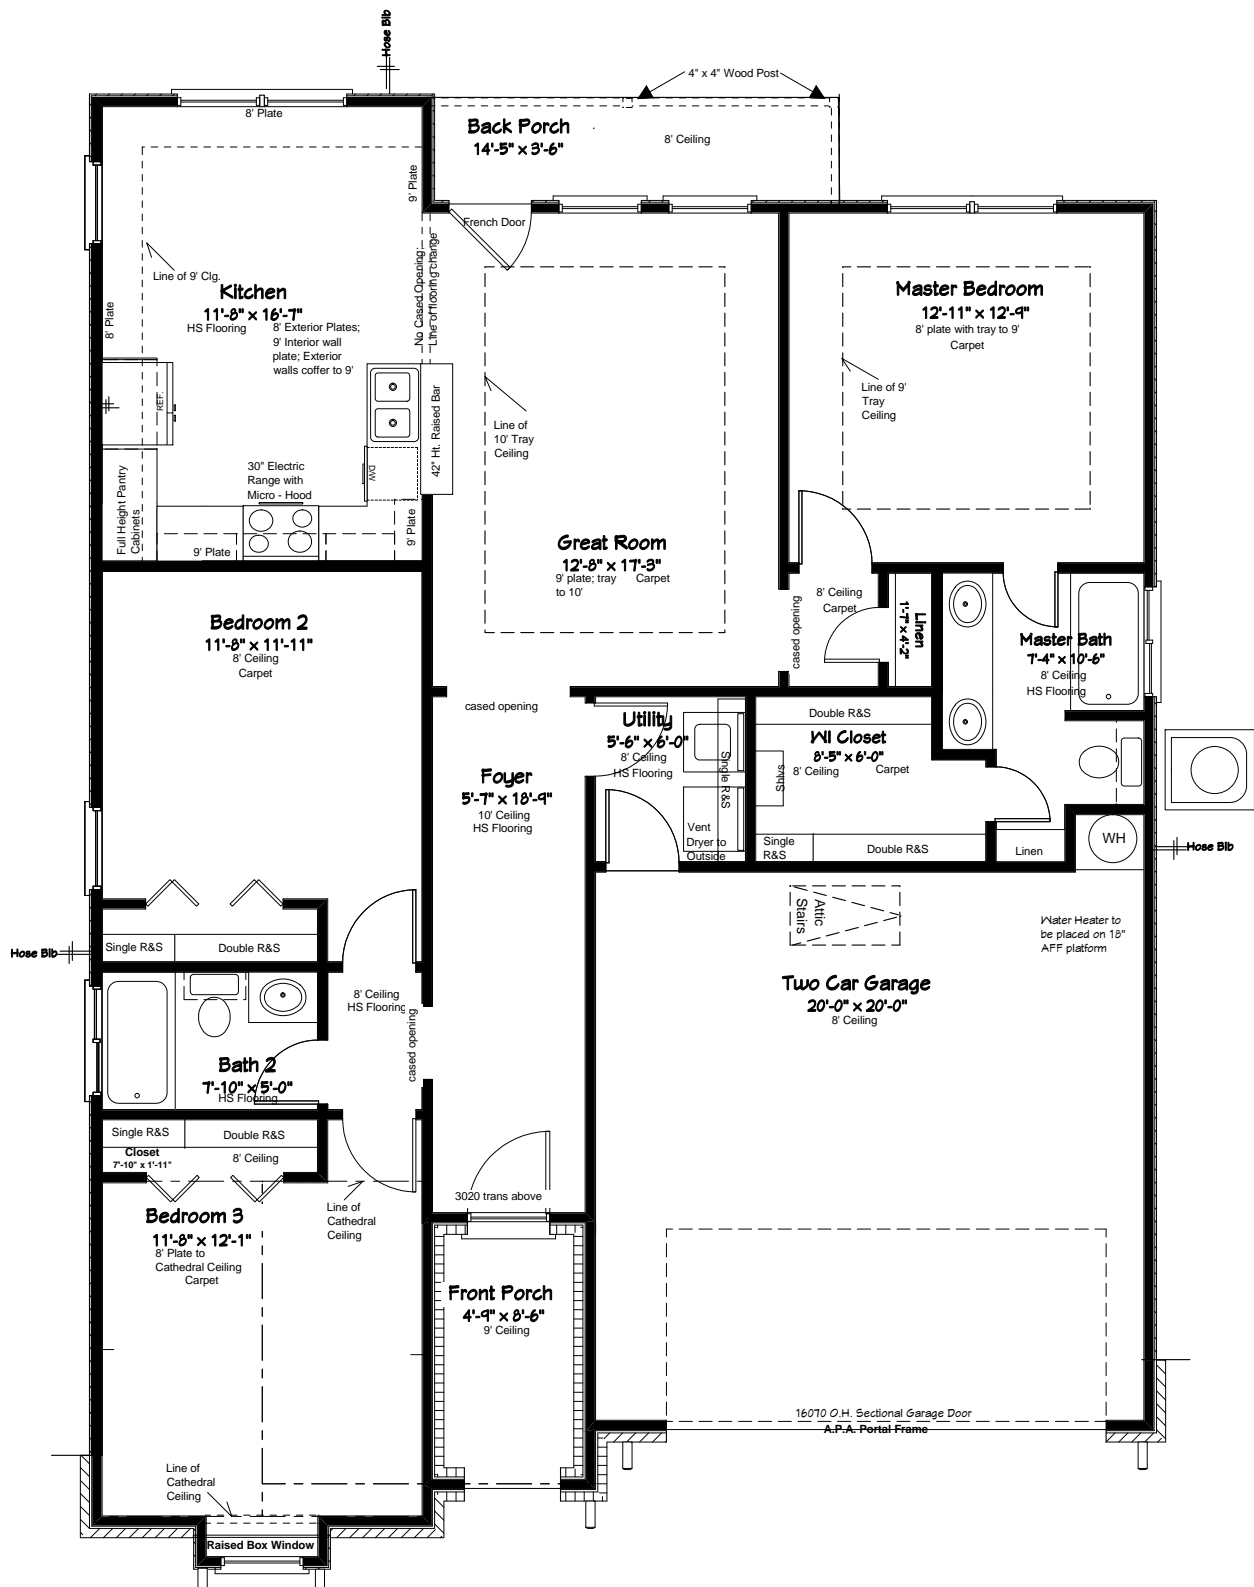 Hose Bib
4" x 4" Wood Post
8' Plate
Back Porch
14'-5" x 3'-6"
8' Ceiling
9' Plate
French Door
No Cased Opening;
Line of flooring change
Line of 9' Clg.
Kitchen
11'-8" x 16'-7"
HS Flooring
8' Exterior Plates;
9' Interior wall
plate; Exterior
walls coffer to 9'
8' Plate
Master Bedroom
12'-11" x 12'-9"
8' plate with tray to 9'
Carpet
Line of 9'
Tray
Ceiling
REF.
42" Ht. Raised Bar
Line of
10' Tray
Ceiling
DW
30" Electric
Range with
Micro - Hood
Full Height Pantry
Cabinets
9' Plate
9' Plate
Great Room
12'-8" x 17'-3"
9' plate; tray
to 10'
Carpet
8' Ceiling
Carpet
cased opening
Linen
1'-7" x 4'-2"
Bedroom 2
11'-8" x 11'-11"
8' Ceiling
Carpet
Master Bath
7'-4" x 10'-6"
8' Ceiling
HS Flooring
cased opening
Utility
5'-6" x 6'-0"
8' Ceiling
HS Flooring
Single R&S
Double R&S
WI Closet
8'-5" x 6'-0"
8' Ceiling
Carpet
Shlvs
Foyer
5'-7" x 18'-9"
10' Ceiling
HS Flooring
Vent
Dryer to
Outside
Single
R&S
Double R&S
Linen
WH
Hose Bib
Attic
Stairs
Water Heater to
be placed on 18"
AFF platform
Single R&S
Double R&S
Hose Bib
Two Car Garage
20'-0" x 20'-0"
8' Ceiling
8' Ceiling
HS Flooring
cased opening
Bath 2
7'-10" x 5'-0"
HS Flooring
Single R&S
Double R&S
Closet
7'-10" x 1'-11"
8' Ceiling
3020 trans above
Line of
Cathedral
Ceiling
Bedroom 3
11'-8" x 12'-1"
8' Plate to
Cathedral Ceiling
Carpet
Front Porch
4'-9" x 8'-6"
9' Ceiling
16070 O.H. Sectional Garage Door
A.P.A. Portal Frame
Line of
Cathedral
Ceiling
Raised Box Window